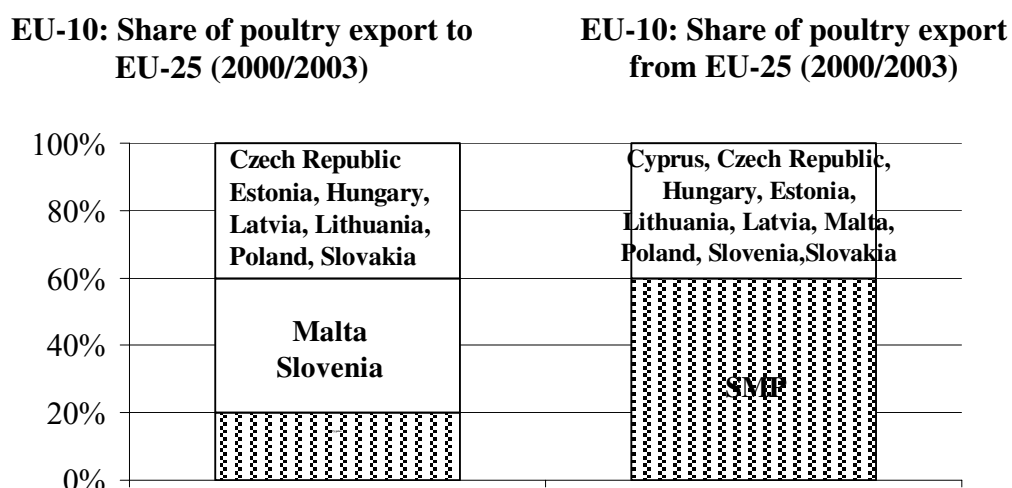 EU-10: Share of poultry export to
EU-25 (2000/2003)
EU-10: Share of poultry export
from EU-25 (2000/2003)
100%
80%
60%
40%
20%
0%
Czech Republic
Estonia, Hungary,
Latvia, Lithuania,
Poland, Slovakia
Malta
Slovenia
Cyprus, Czech Republic,
Hungary, Estonia,
Lithuania, Latvia, Malta,
Poland, Slovenia,Slovakia
SMP